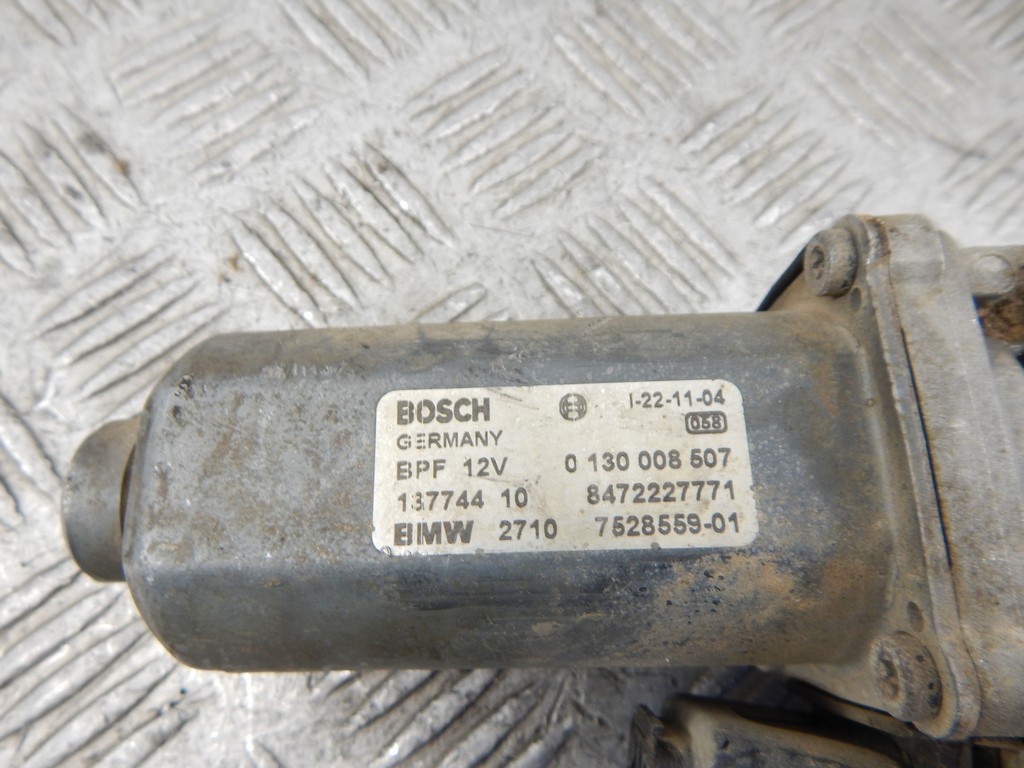 BOSCH I-22-11-04
GERMANY 058
BPF 12V 0 130 008 507
137744 10 8472227771
BMW 2710 7528559-01